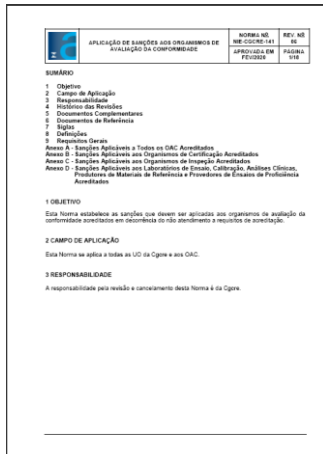 APLICAÇÃO DE SANÇÕES AOS ORGANISMOS DE
AVALIAÇÃO DA CONFORMIDADE
NORMA Nº.
NIE-CGCRE-141
REV. Nº
06
APROVADA EM
FEV/2020
PÁGINA
1/18
SUMÁRIO
1 Objetivo
2 Campo de Aplicação
3 Responsabilidade
4 Histórico das Revisões
5 Documentos Complementares
6 Documentos de Referência
7 Siglas
8 Definições
9 Requisitos Gerais
Anexo A - Sanções Aplicáveis a Todos os OAC Acreditados
Anexo B - Sanções Aplicáveis aos Organismos de Certificação Acreditados
Anexo C - Sanções Aplicáveis aos Organismos de Inspeção Acreditados
Anexo D - Sanções Aplicáveis aos Laboratórios de Ensaio, Calibração, Análises Clínicas,
Produtores de Materiais de Referência e Provedores de Ensaios de Proficiência
Acreditados
1 OBJETIVO
Esta Norma estabelece as sanções que devem ser aplicadas aos organismos de avaliação da
conformidade acreditados em decorrência do não atendimento a requisitos de acreditação.
2 CAMPO DE APLICAÇÃO
Esta Norma se aplica a todas as UO da Cgcre e aos OAC.
3 RESPONSABILIDADE
A responsabilidade pela revisão e cancelamento desta Norma é da Cgcre.